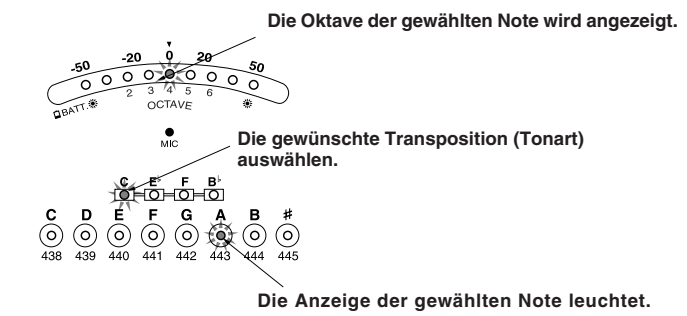 Die Oktave der gewählten Note wird angezeigt.
-50 -20 0 20 50
2 3 4 5 6
BATT. OCTAVE
MIC
Die gewünschte Transposition (Tonart)
auswählen.
C E♭ F B♭
C D E F G A B #
438 439 440 441 442 443 444 445
Die Anzeige der gewählten Note leuchtet.